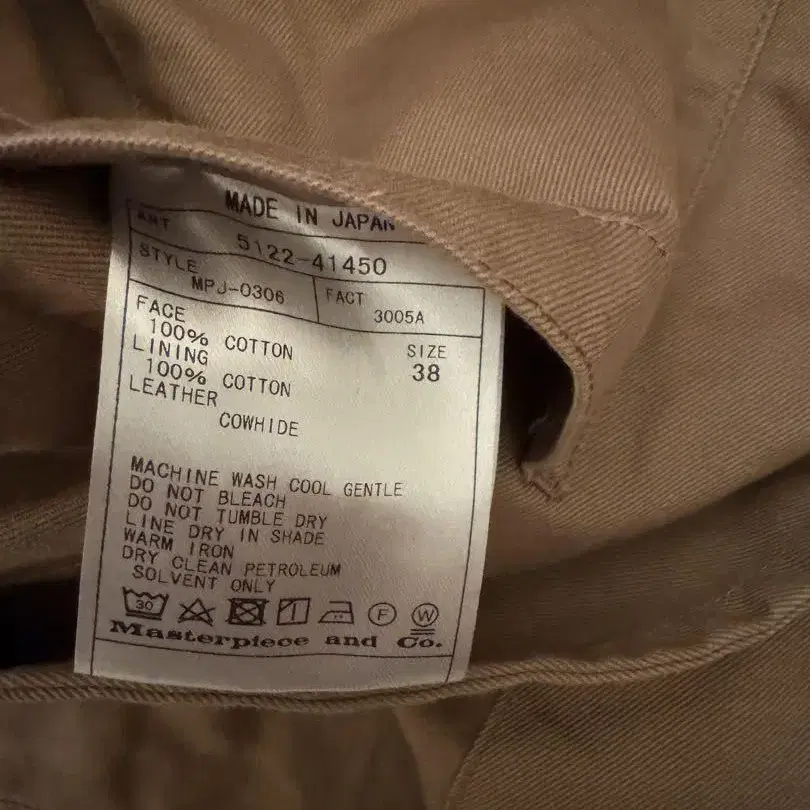 MADE IN JAPAN
ART 5122-41450
STYLE MPJ-0306
FACT 3005A
FACE
100% COTTON
LINING
100% COTTON
LEATHER
COWHIDE
SIZE
38
MACHINE WASH COOL GENTLE
DO NOT BLEACH
DO NOT TUMBLE DRY
LINE DRY IN SHADE
WARM IRON
DRY CLEAN PETROLEUM
SOLVENT ONLY
30 F W
Masterpiece and Co.